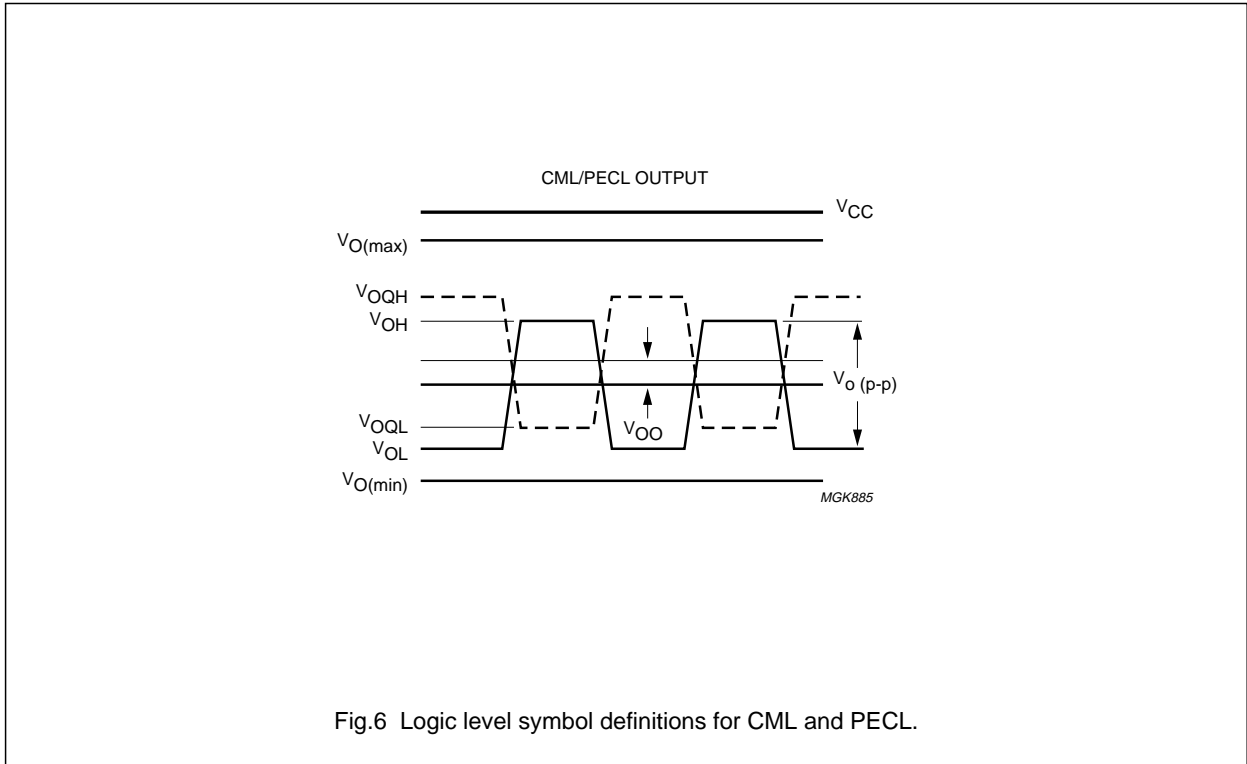 CML/PECL OUTPUT
VCC
VO(max)
VOQH
VOH
Vo (p-p)
VOQL
VOO
VOL
VO(min)
MGK885
Fig.6 Logic level symbol definitions for CML and PECL.